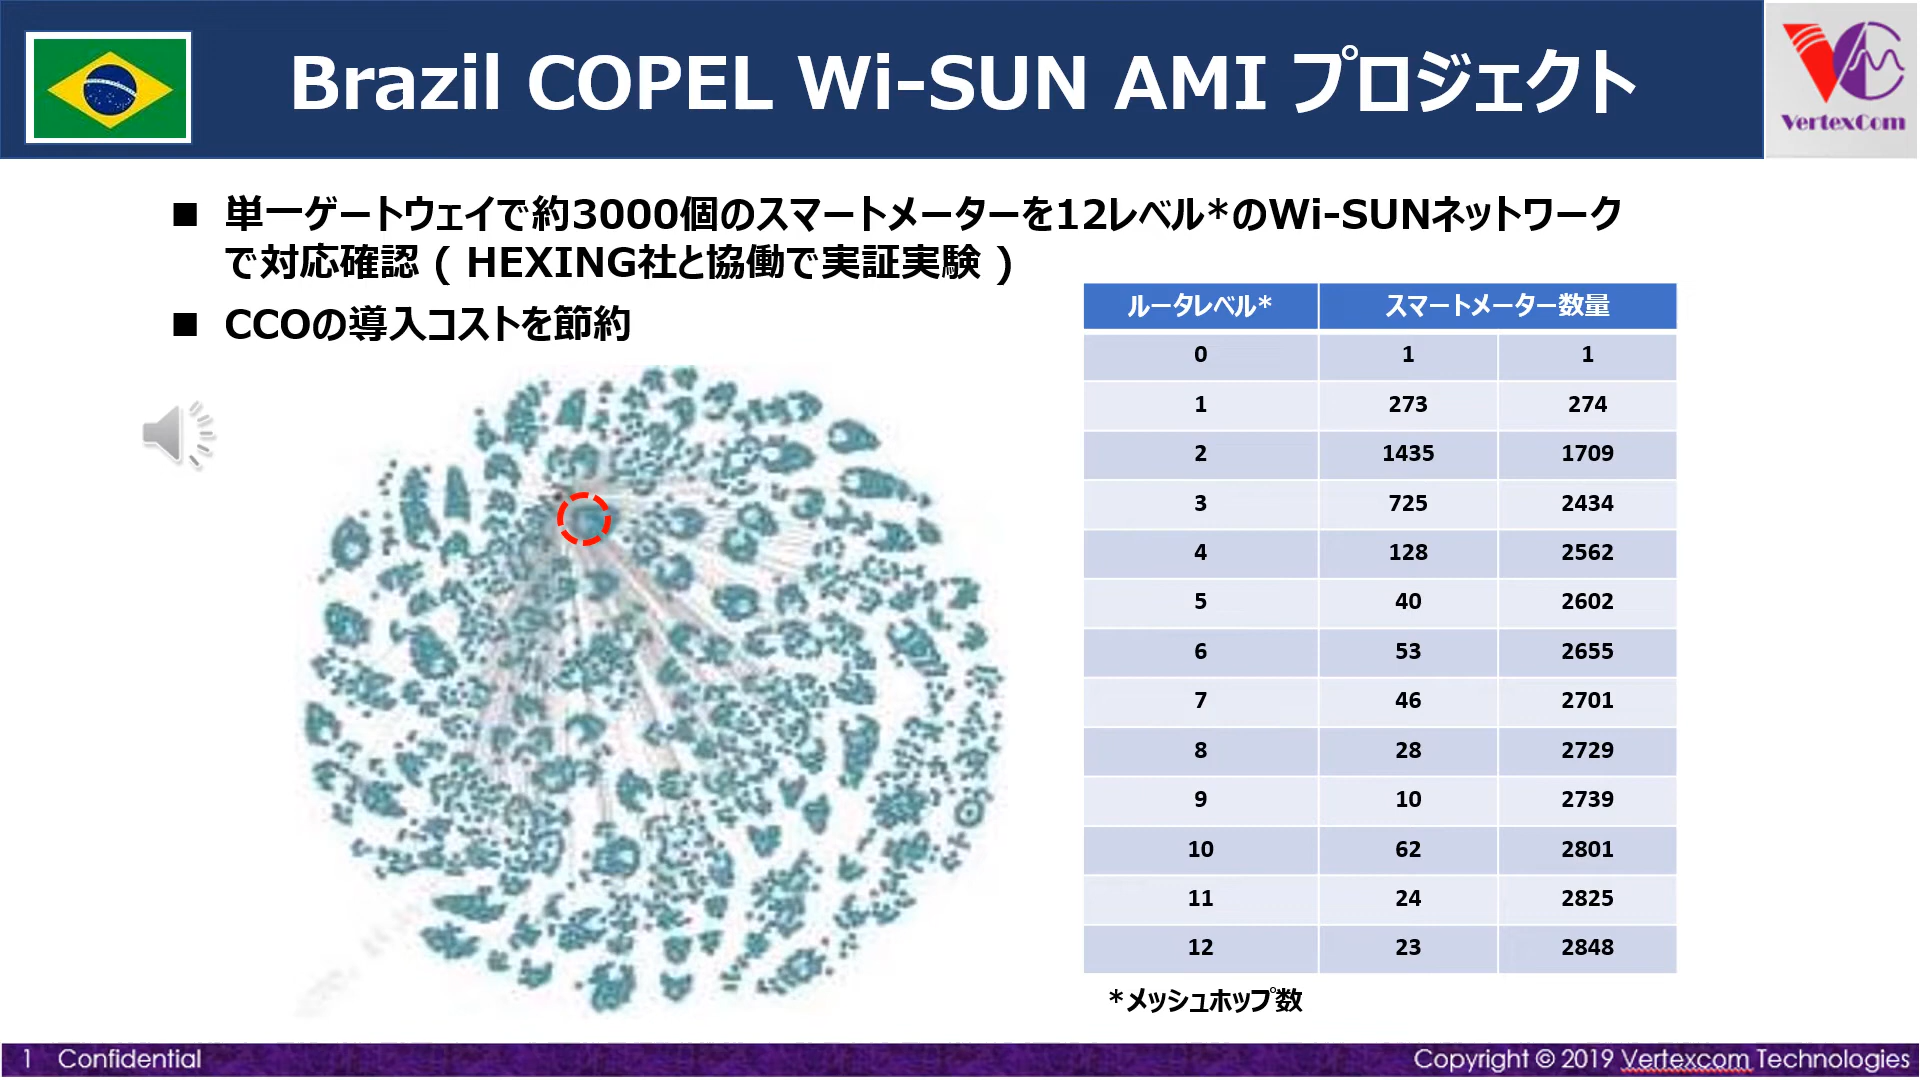 Brazil COPEL Wi-SUN AMI プロジェクト
VertexCom
■ 単一ゲートウェイで約3000個のスマートメーターを12レベル*のWi-SUNネットワーク
で対応確認 ( HEXING社と協働で実証実験 )
■ CCOの導入コストを節約
ルータレベル* スマートメーター数量
0 1 1
1 273 274
2 1435 1709
3 725 2434
4 128 2562
5 40 2602
6 53 2655
7 46 2701
8 28 2729
9 10 2739
10 62 2801
11 24 2825
12 23 2848
*メッシュホップ数
1 Confidential
Copyright © 2019 Vertexcom Technologies